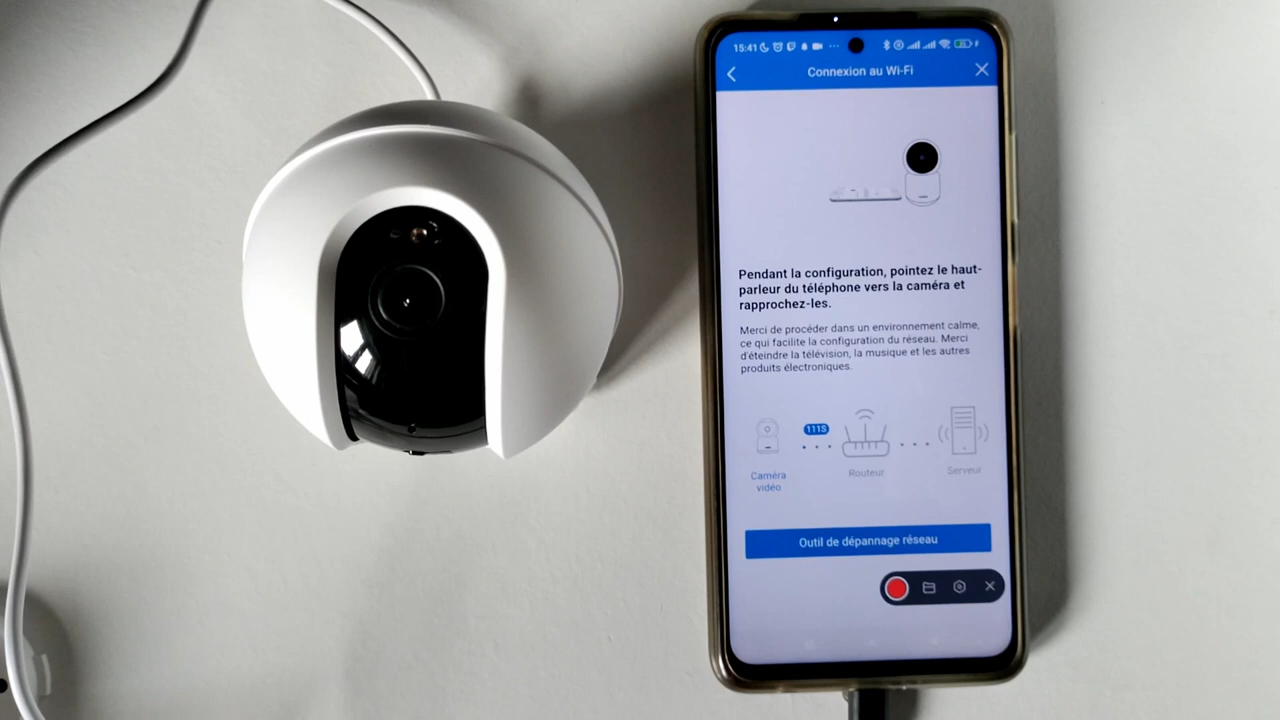 15:41
Connexion au Wi-Fi
Pendant la configuration, pointez le haut-
parleur du téléphone vers la caméra et
rapprochez-les.
Merci de procéder dans un environnement calme,
ce qui facilite la configuration du réseau. Merci
d'éteindre la télévision, la musique et les autres
produits électroniques.
111S
Caméra
vidéo
Routeur
Serveur
Outil de dépannage réseau